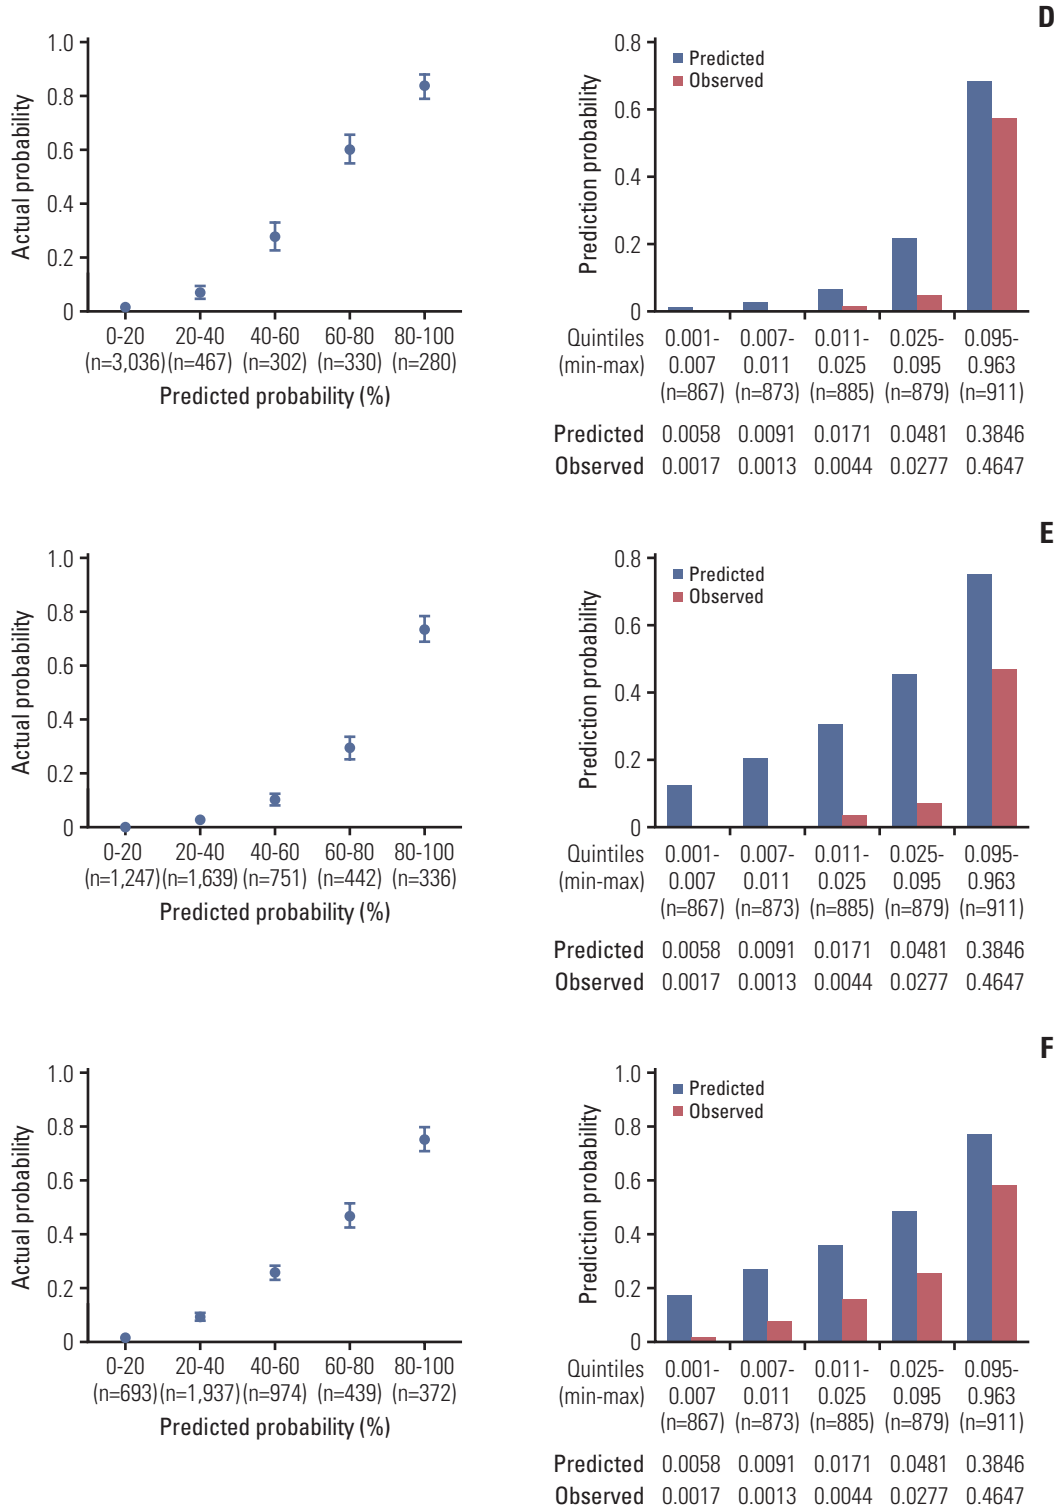 D
1.0
0.8
0.6
0.4
0.2
0
Actual probability
0-20 20-40 40-60 60-80 80-100
(n=3,036) (n=467) (n=302) (n=330) (n=280)
Predicted probability (%)
0.8
0.6
0.4
0.2
0
Prediction probability
Predicted
Observed
Quintiles 0.001- 0.007- 0.011- 0.025- 0.095-
(min-max) 0.007 0.011 0.025 0.095 0.963
(n=867) (n=873) (n=885) (n=879) (n=911)
Predicted 0.0058 0.0091 0.0171 0.0481 0.3846
Observed 0.0017 0.0013 0.0044 0.0277 0.4647
E
1.0
0.8
0.6
0.4
0.2
0
Actual probability
0-20 20-40 40-60 60-80 80-100
(n=1,247) (n=1,639) (n=751) (n=442) (n=336)
Predicted probability (%)
0.8
0.6
0.4
0.2
0
Prediction probability
Predicted
Observed
Quintiles 0.001- 0.007- 0.011- 0.025- 0.095-
(min-max) 0.007 0.011 0.025 0.095 0.963
(n=867) (n=873) (n=885) (n=879) (n=911)
Predicted 0.0058 0.0091 0.0171 0.0481 0.3846
Observed 0.0017 0.0013 0.0044 0.0277 0.4647
F
1.0
0.8
0.6
0.4
0.2
0
Actual probability
0-20 20-40 40-60 60-80 80-100
(n=693) (n=1,937) (n=974) (n=439) (n=372)
Predicted probability (%)
1.0
0.8
0.6
0.4
0.2
0
Prediction probability
Predicted
Observed
Quintiles 0.001- 0.007- 0.011- 0.025- 0.095-
(min-max) 0.007 0.011 0.025 0.095 0.963
(n=867) (n=873) (n=885) (n=879) (n=911)
Predicted 0.0058 0.0091 0.0171 0.0481 0.3846
Observed 0.0017 0.0013 0.0044 0.0277 0.4647